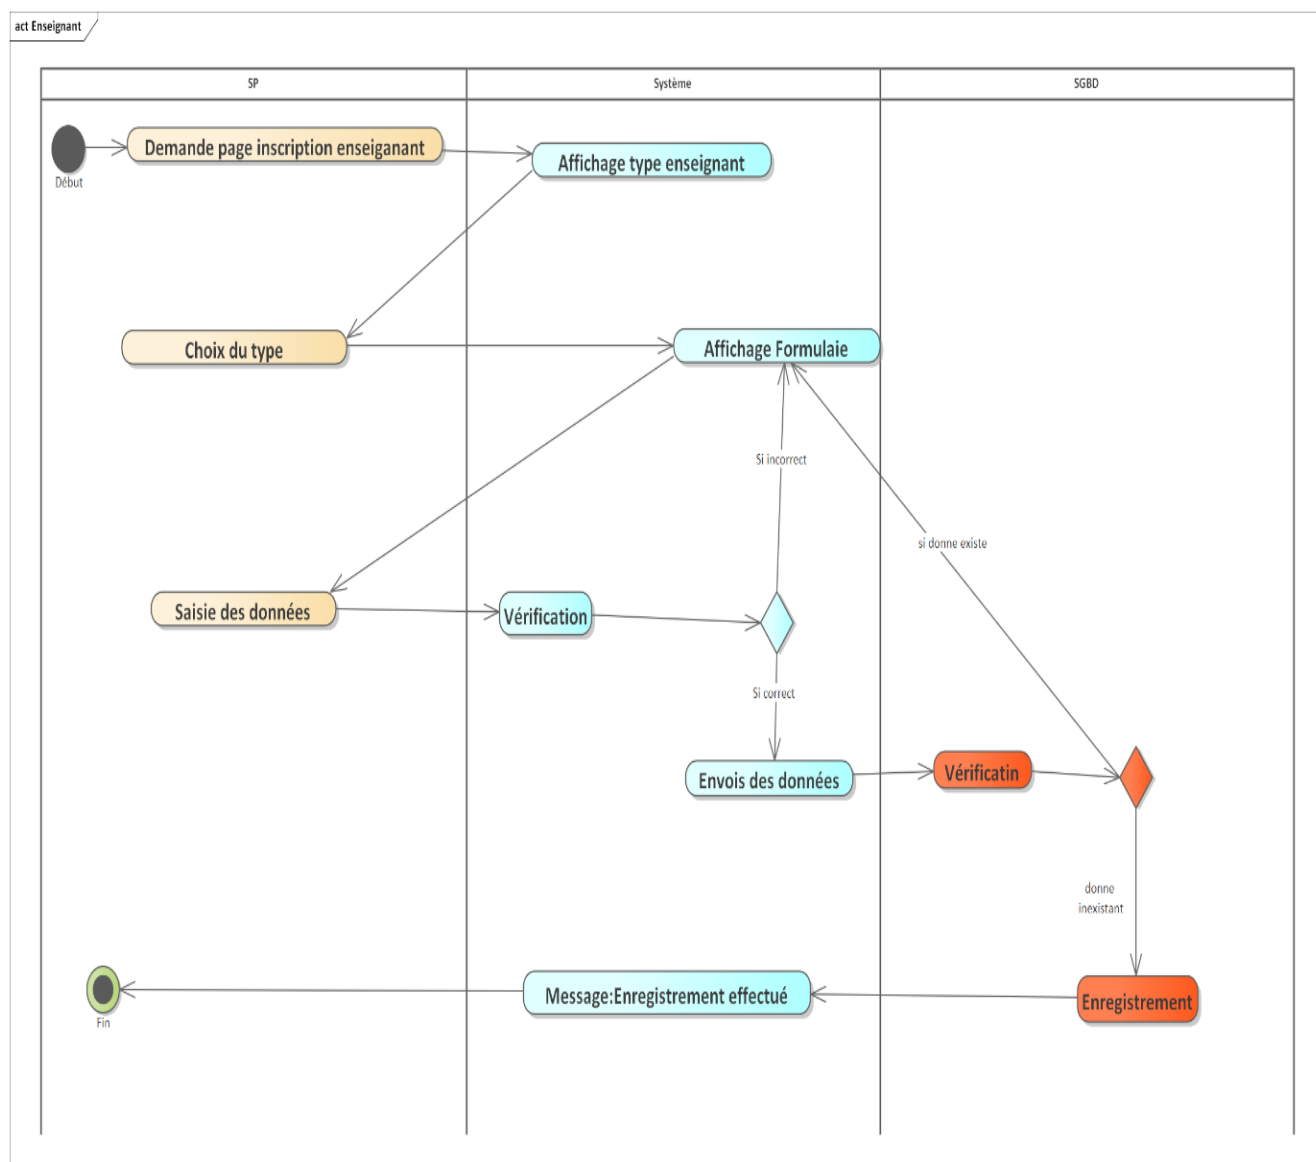 act Enseignant
SP
Système
SGBD
Demande page inscription enseiganant
Affichage type enseignant
Début
Choix du type
Affichage Formulaie
Si incorrect
si donne existe
Saisie des données
Vérification
Si correct
Envois des données
Vérificatin
donne
inexistant
Message:Enregistrement effectué
Enregistrement
Fin